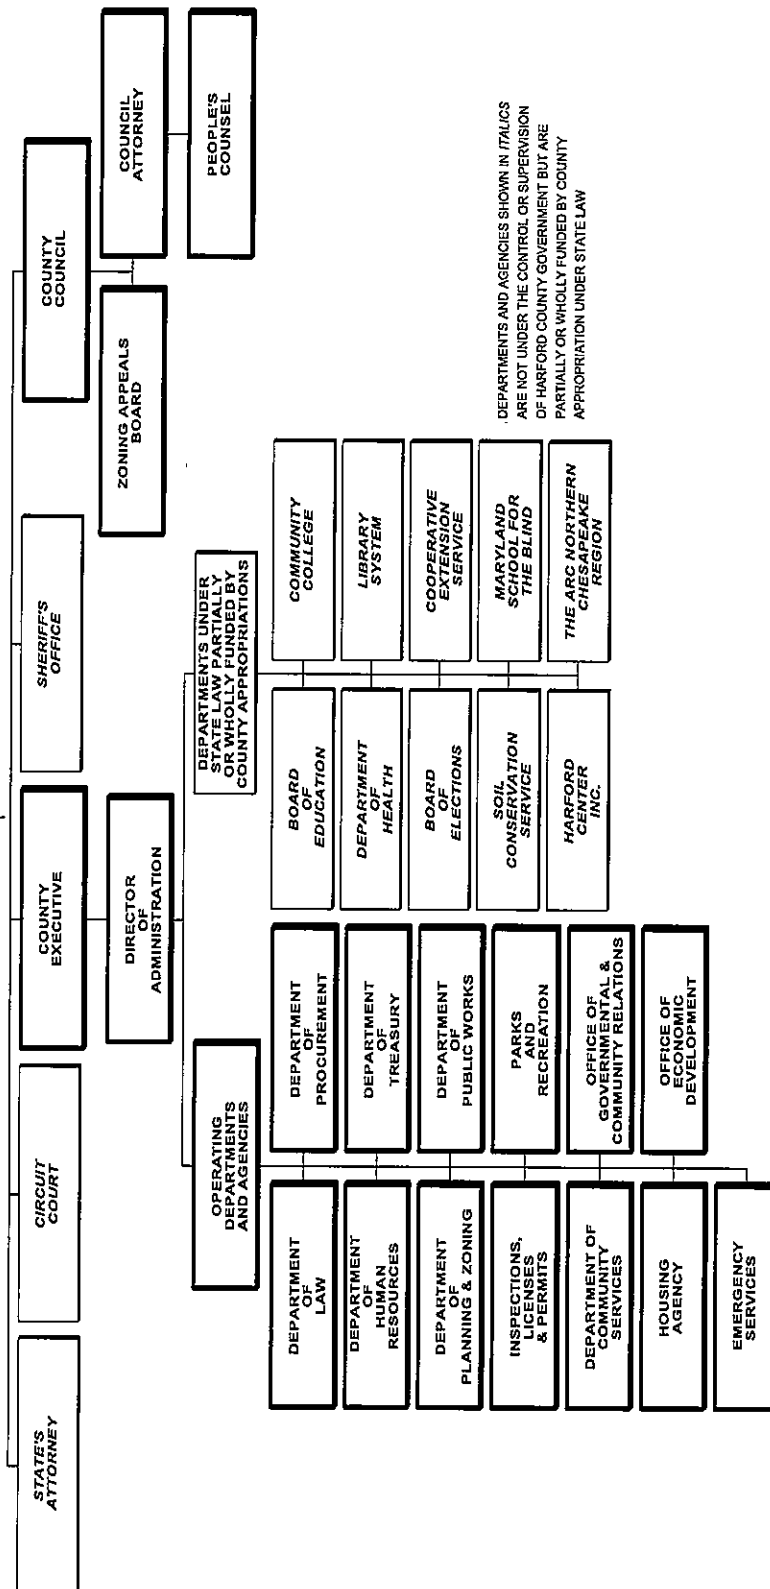 STATE'S
ATTORNEY
CIRCUIT
COURT
COUNTY
EXECUTIVE
SHERIFF'S
OFFICE
COUNTY
COUNCIL
DIRECTOR
OF
ADMINISTRATION
ZONING APPEALS
BOARD
COUNCIL
ATTORNEY
PEOPLE'S
COUNSEL
OPERATING
DEPARTMENTS
AND AGENCIES
DEPARTMENTS UNDER
STATE LAW PARTIALLY
OR WHOLLY FUNDED BY
COUNTY APPROPRIATIONS
DEPARTMENT
OF
LAW
DEPARTMENT
OF
PROCUREMENT
DEPARTMENT
OF
HUMAN
RESOURCES
DEPARTMENT
OF
TREASURY
DEPARTMENT
OF
PLANNING & ZONING
DEPARTMENT
OF
PUBLIC WORKS
INSPECTIONS,
LICENSES
& PERMITS
PARKS
AND
RECREATION
DEPARTMENT OF
COMMUNITY
SERVICES
OFFICE OF
GOVERNMENTAL &
COMMUNITY RELATIONS
HOUSING
AGENCY
OFFICE OF
ECONOMIC
DEVELOPMENT
EMERGENCY
SERVICES
BOARD
OF
EDUCATION
COMMUNITY
COLLEGE
DEPARTMENT
OF
HEALTH
LIBRARY
SYSTEM
BOARD
OF
ELECTIONS
COOPERATIVE
EXTENSION
SERVICE
SOIL
CONSERVATION
SERVICE
MARYLAND
SCHOOL FOR
THE BLIND
HARFORD
CENTER
INC.
THE ARC NORTHERN
CHESAPEAKE
REGION
DEPARTMENTS AND AGENCIES SHOWN IN ITALICS
ARE NOT UNDER THE CONTROL OR SUPERVISION
OF HARFORD COUNTY GOVERNMENT BUT ARE
PARTIALLY OR WHOLLY FUNDED BY COUNTY
APPROPRIATION UNDER STATE LAW